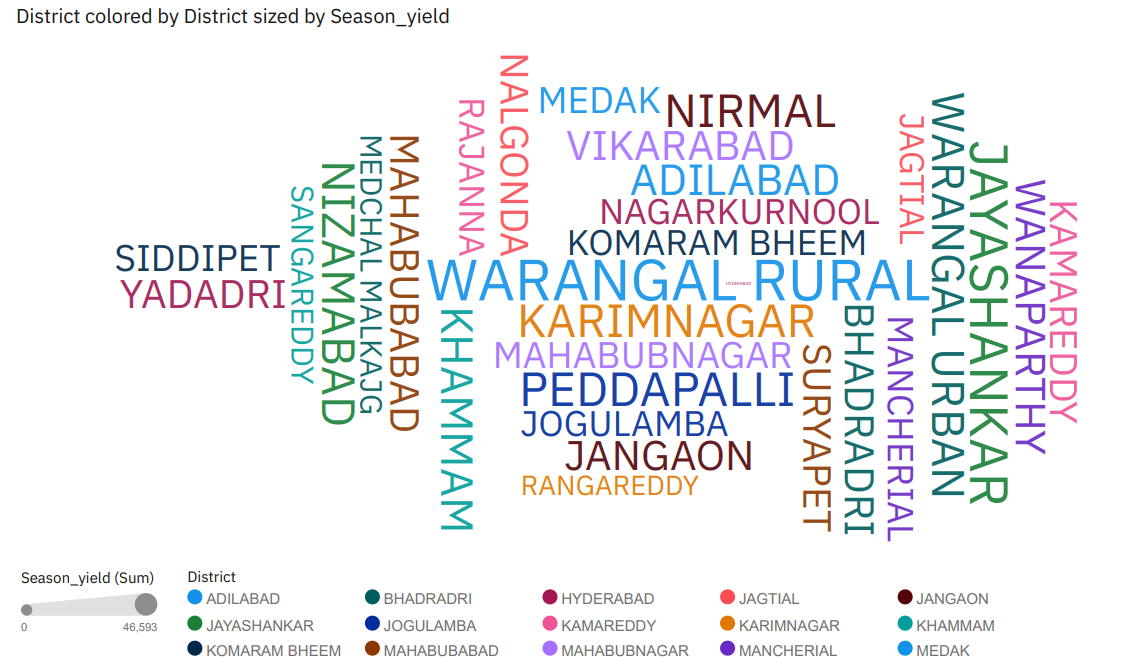 District colored by District sized by Season_yield
NALGONDA
MEDAK
NIRMAL
RAJANNA
VIKARABAD
JAGTIAL
WARANGAL URBAN
JAYASHANKAR
ADILABAD
WANAPARTHY
KAMAREDDY
MEDCHAL MALKAJG
MAHABUBABAD
NIZAMABAD
SANGAREDDY
NAGARKURNOOL
KOMARAM BHEEM
SIDDIPET
YADADRI
WARANGAL RURAL
HYDERABAD
KARIMNAGAR
KHAMMAM
MAHABUBNAGAR
PEDDAPALLI
SURYAPET
BHADRADRI
MANCHERIAL
JOGULAMBA
JANGAON
RANGAREDDY
Season_yield (Sum)
0
46,593
District
ADILABAD
BHADRADRI
HYDERABAD
JAGTIAL
JANGAON
JAYASHANKAR
JOGULAMBA
KAMAREDDY
KARIMNAGAR
KHAMMAM
KOMARAM BHEEM
MAHABUBABAD
MAHABUBNAGAR
MANCHERIAL
MEDAK